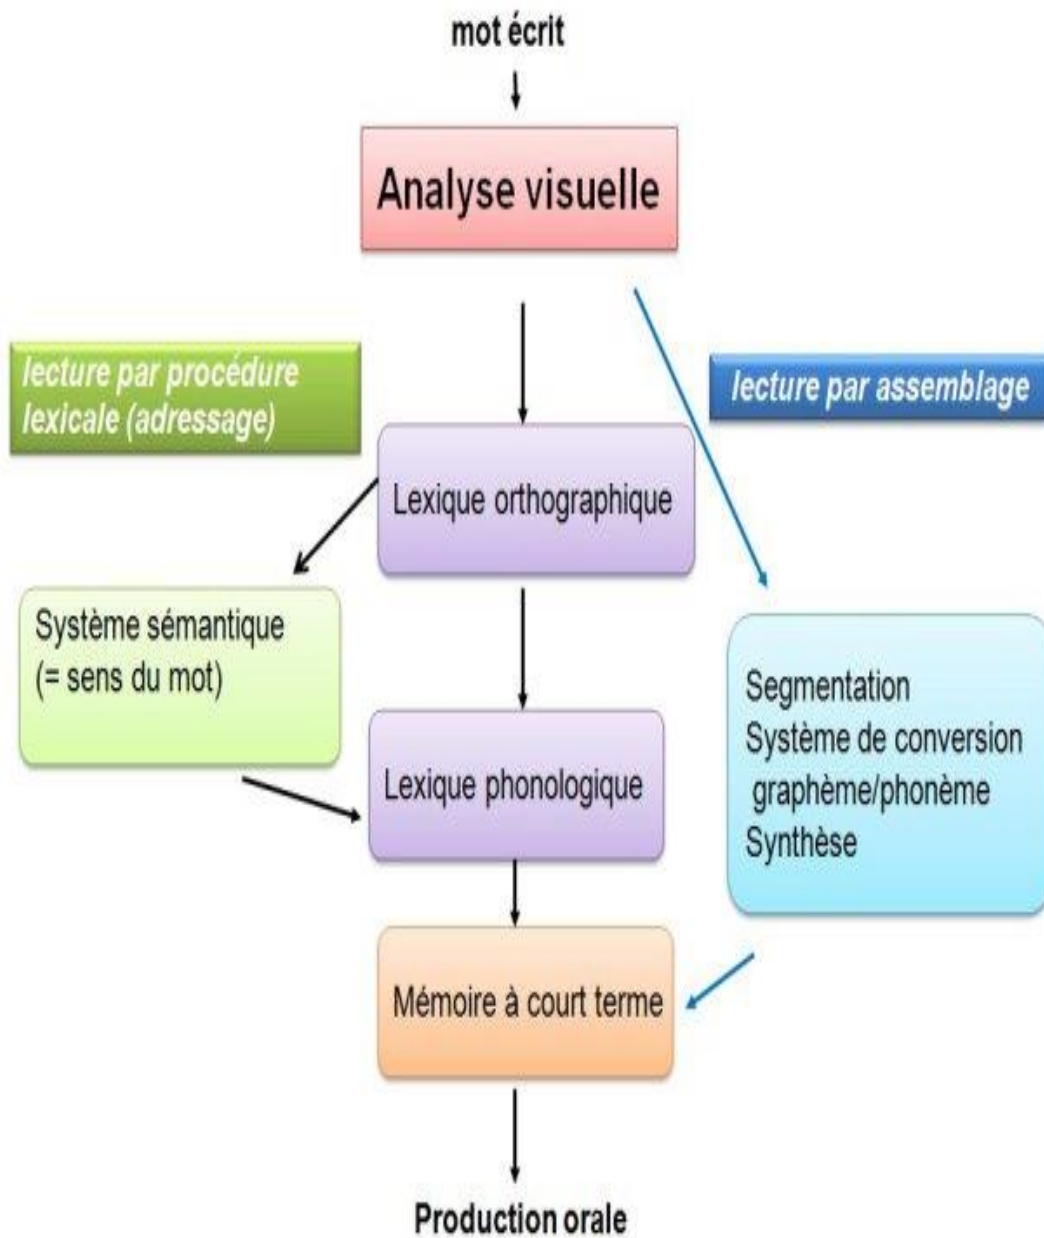 mot écrit
Analyse visuelle
lecture par procédure
lexicale (adressage)
lecture par assemblage
Lexique orthographique
Système sémantique
(= sens du mot)
Segmentation
Système de conversion
graphème/phonème
Synthèse
Lexique phonologique
Mémoire à court terme
Production orale